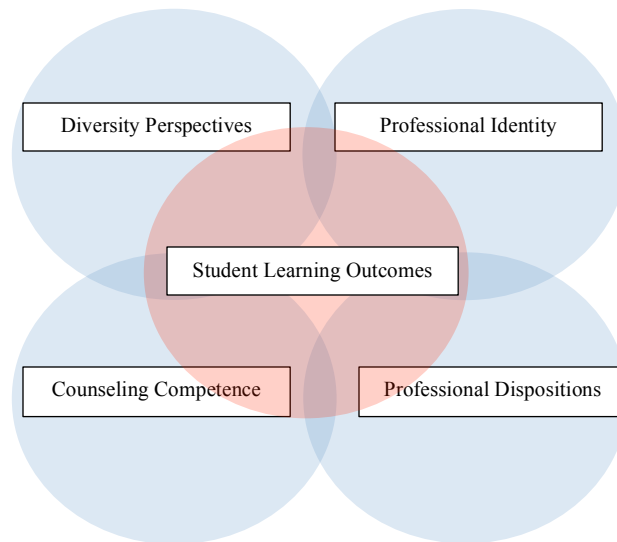 Diversity Perspectives
Professional Identity
Student Learning Outcomes
Counseling Competence
Professional Dispositions